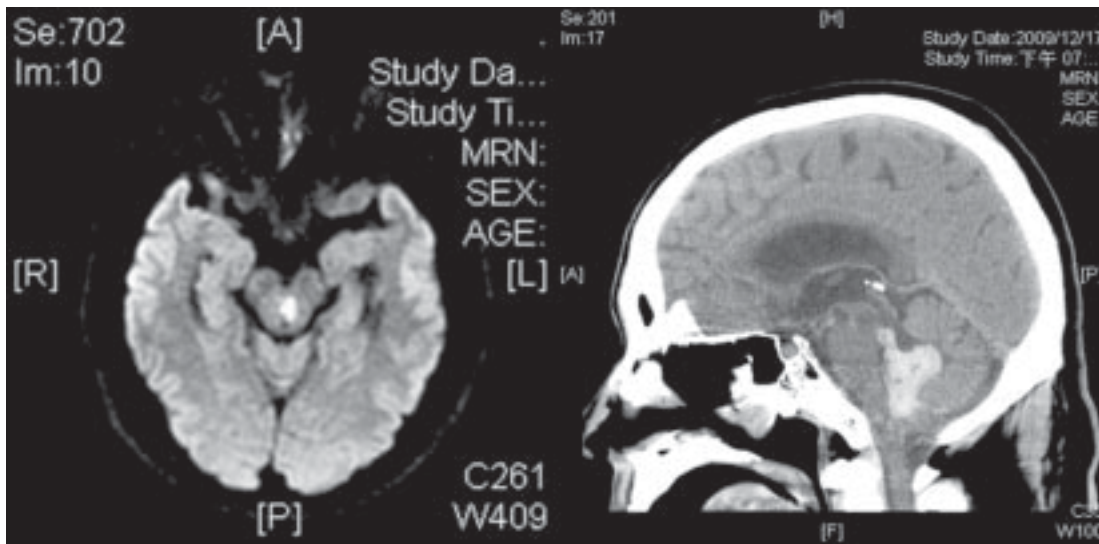 Se:702
Im:10
[A]
Study Da...
Study Ti...
MRN:
SEX:
AGE:
[R]
[L]
[P]
C261
W409
Se:201
Im:17
[H]
Study Date:2009/12/17
Study Time:下午 07:...
MRN
SEX
AGE
[A]
[P]
[F]
W100